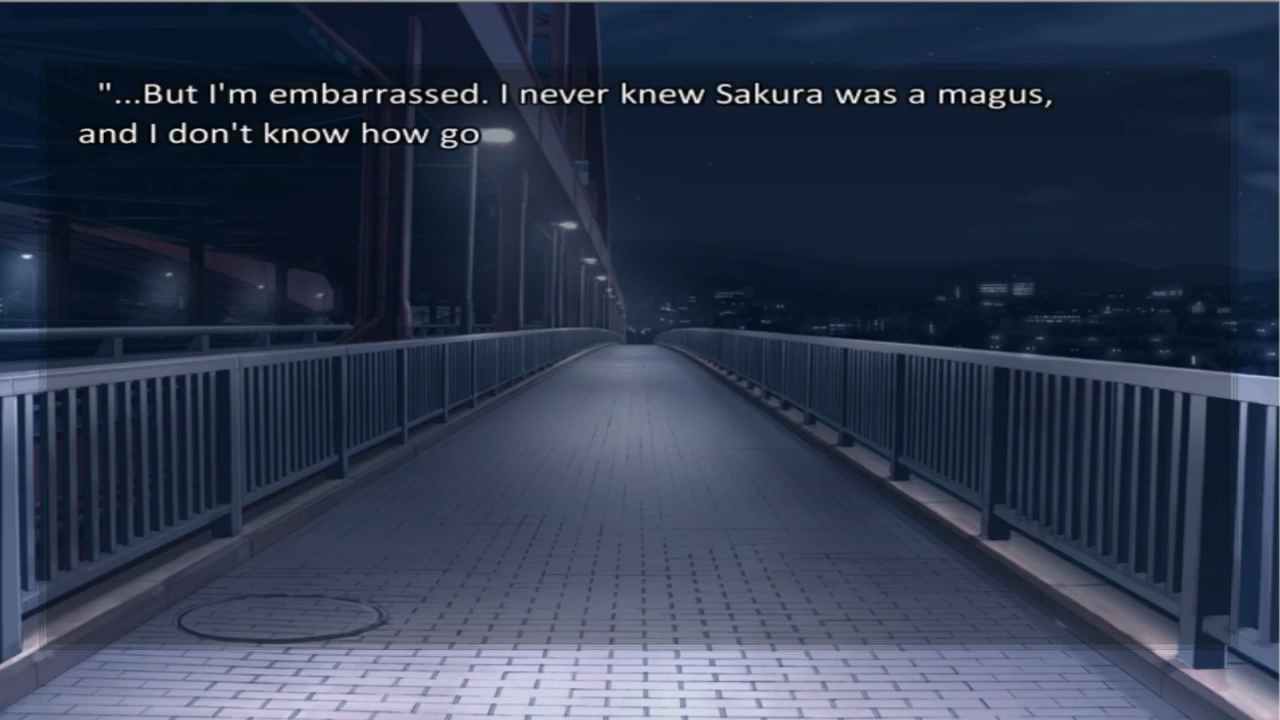 "...But I'm embarrassed. I never knew Sakura was a magus,
and I don't know how go